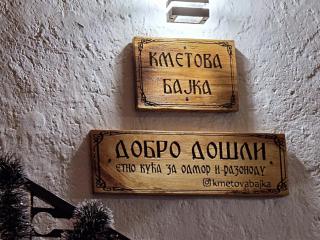 КМЕТОВА
БАЈКА
ДОБРО ДОШЛИ
ЕТНО КУЋА ЗА ОДМОР И РАЗОНОДУ
kmetovabajka